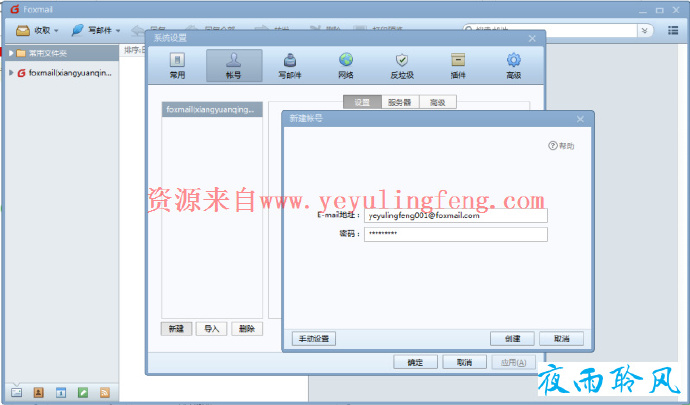 Foxmail
收取
写邮件
系统设置
常用文件夹
foxmail(xiangyuanqin...
常用
帐号
写邮件
网络
反垃圾
插件
高级
foxmail(xiangyuanqing...
设置
服务器
高级
新建帐号
帮助
资源来自www.yeyulingfeng.com
E-mail地址:
yeyulingfeng001@foxmail.com
密码:
*********
新建
导入
删除
手动设置
创建
取消
确定
取消
应用(A)
夜雨聆风